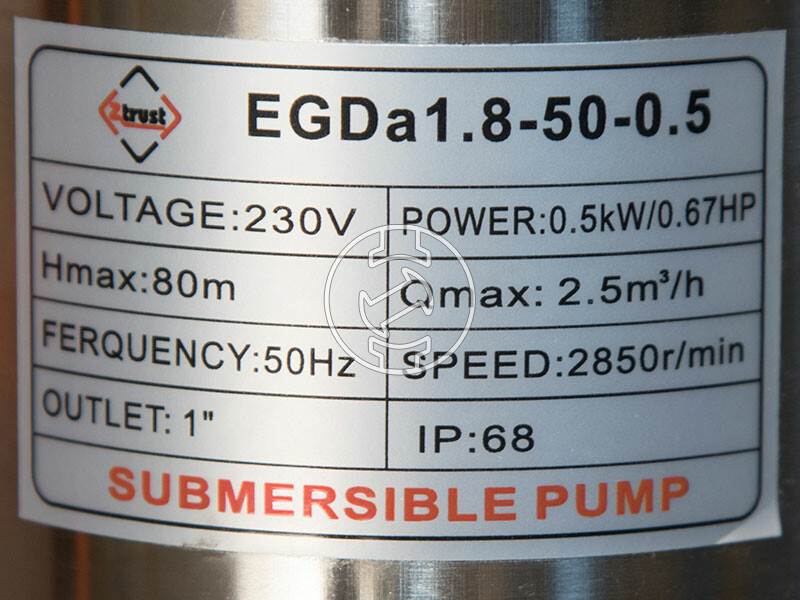 Ztrust
EGDa1.8-50-0.5
VOLTAGE:230V
POWER:0.5kW/0.67HP
Hmax:80m
Qmax: 2.5m³/h
FERQUENCY:50Hz
SPEED:2850r/min
OUTLET: 1"
IP:68
SUBMERSIBLE PUMP